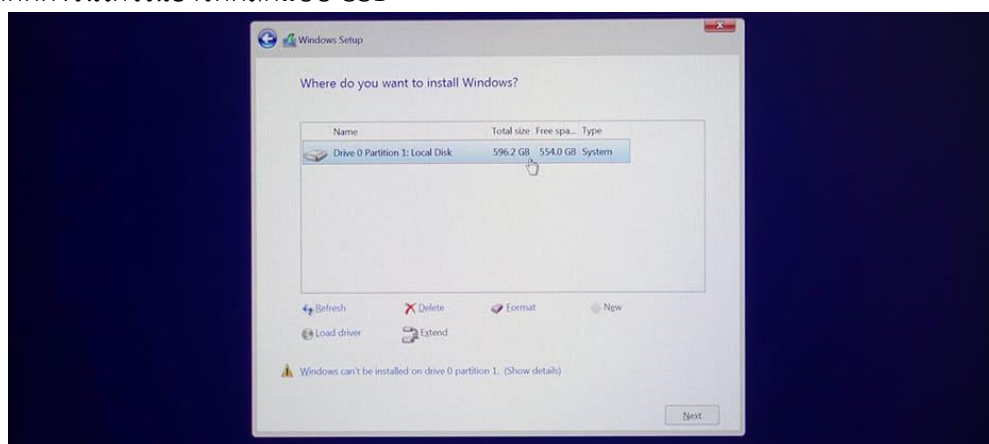 Windows Setup
Where do you want to install Windows?
Name Total size Free spa... Type
Drive 0 Partition 1: Local Disk 596.2 GB 554.0 GB System
Refresh Delete Format New
Load driver Extend
Windows can't be installed on drive 0 partition 1. (Show details)
Next